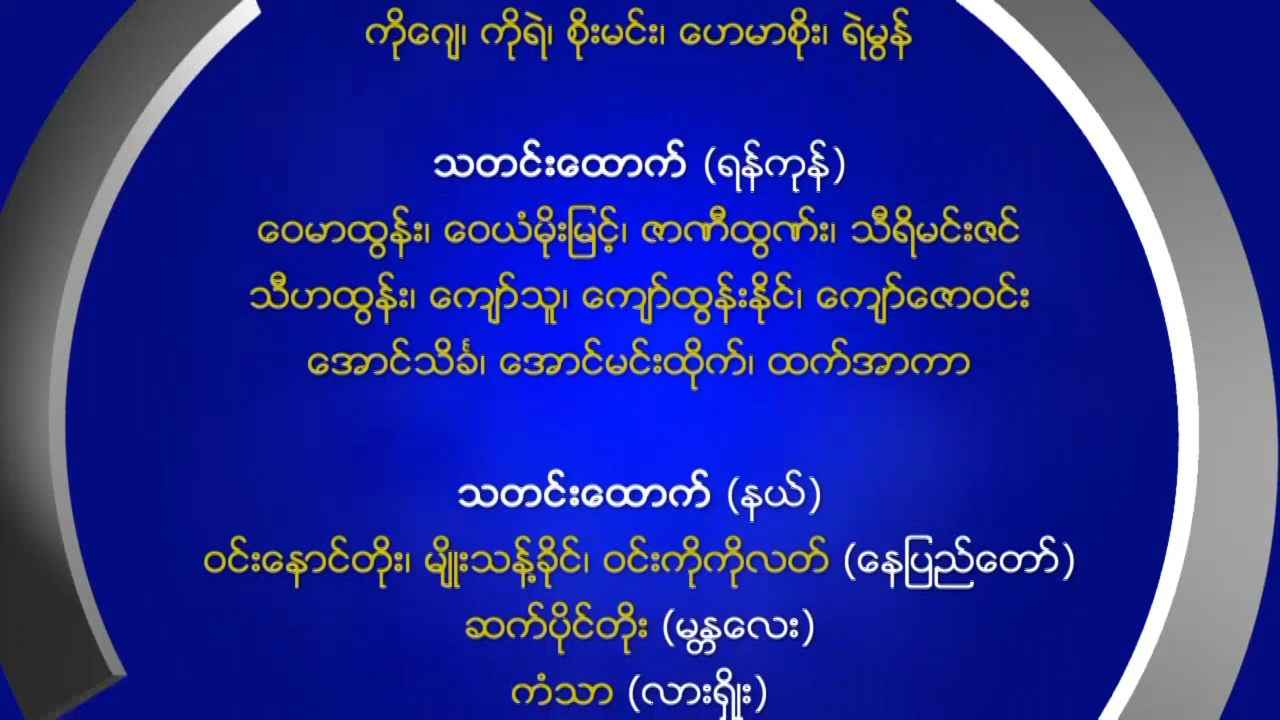 ကိုဂျေ၊ ကိုရဲ၊ စိုးမင်း၊ ဟေမာစိုး၊ ရဲမွန်
သတင်းထောက် (ရန်ကုန်)
ဝေမာထွန်း၊ ဝေယံမိုးမြင့်၊ ဇာဏီထွဏ်း၊ သီရိမင်းဇင်
သီဟထွန်း၊ ကျော်သူ၊ ကျော်ထွန်းနိုင်၊ ကျော်ဇောဝင်း
အောင်သိင်္ခ၊ အောင်မင်းထိုက်၊ ထက်အာကာ
သတင်းထောက် (နယ်)
ဝင်းနောင်တိုး၊ မျိုးသန့်ခိုင်၊ ဝင်းကိုကိုလတ် (နေပြည်တော်)
ဆက်ပိုင်တိုး (မန္တလေး)
ကံသာ (လားရှိုး)